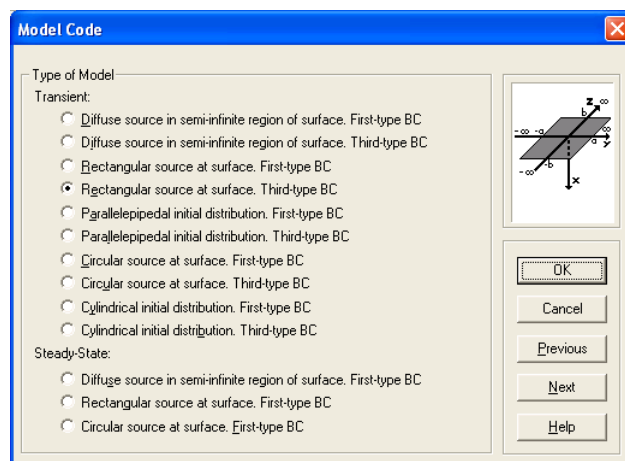 Model Code
Type of Model
Transient:
Diffuse source in semi-infinite region of surface. First-type BC
Diffuse source in semi-infinite region of surface. Third-type BC
Rectangular source at surface. First-type BC
Rectangular source at surface. Third-type BC
Parallelepipedal initial distribution. First-type BC
Parallelepipedal initial distribution. Third-type BC
Circular source at surface. First-type BC
Circular source at surface. Third-type BC
Cylindrical initial distribution. First-type BC
Cylindrical initial distribution. Third-type BC
Steady-State:
Diffuse source in semi-infinite region of surface. First-type BC
Rectangular source at surface. First-type BC
Circular source at surface. First-type BC
z ∞
b
-∞ -a ∞
a y
-b
-∞
x
OK
Cancel
Previous
Next
Help